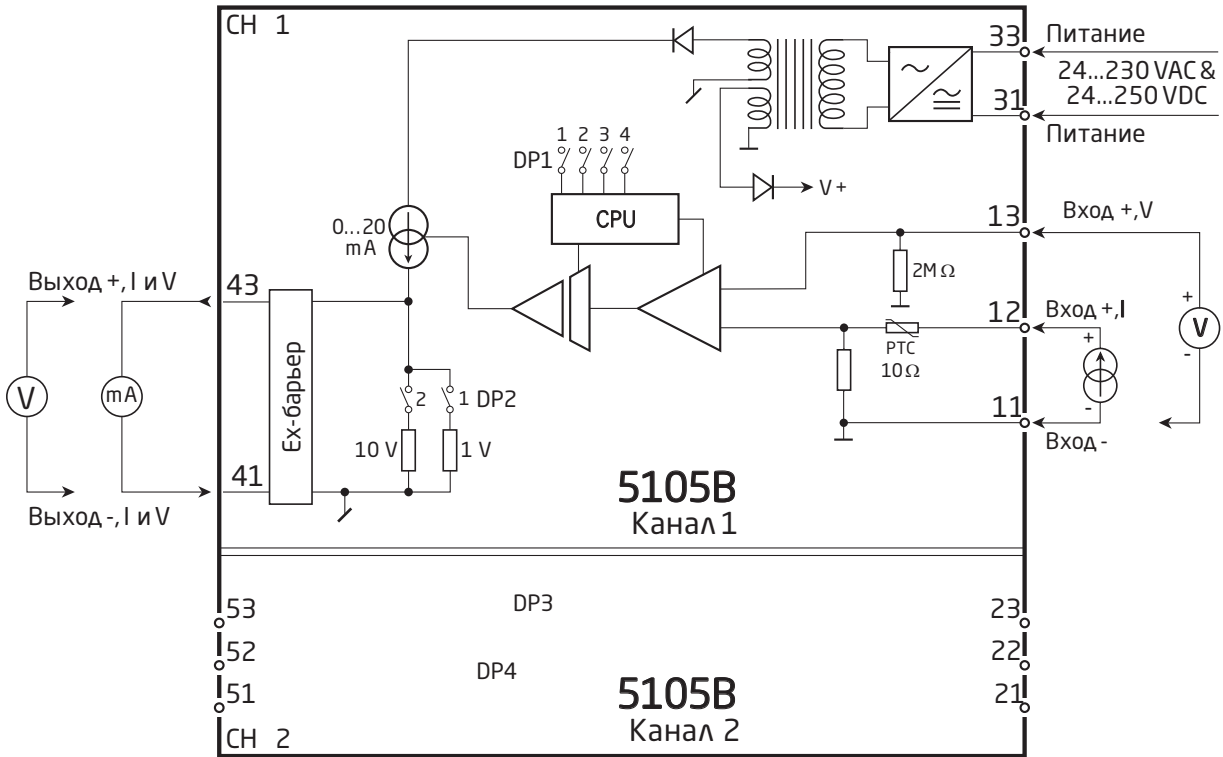 CH 1
33
Питание
24...230 VAC &
24...250 VDC
31
Питание
1 2 3 4
DP1
CPU
V +
0...20
mA
13
Вход +,V
2M Ω
12
Вход +,I
PTC
10 Ω
+
V
-
+
-
11
Вход -
Выход +, I и V
43
V
mA
Ex-барьер
2
1
DP2
10 V
1 V
41
Выход -, I и V
5105B
Канал 1
53
DP3
23
52
DP4
22
51
5105B
21
Канал 2
CH 2